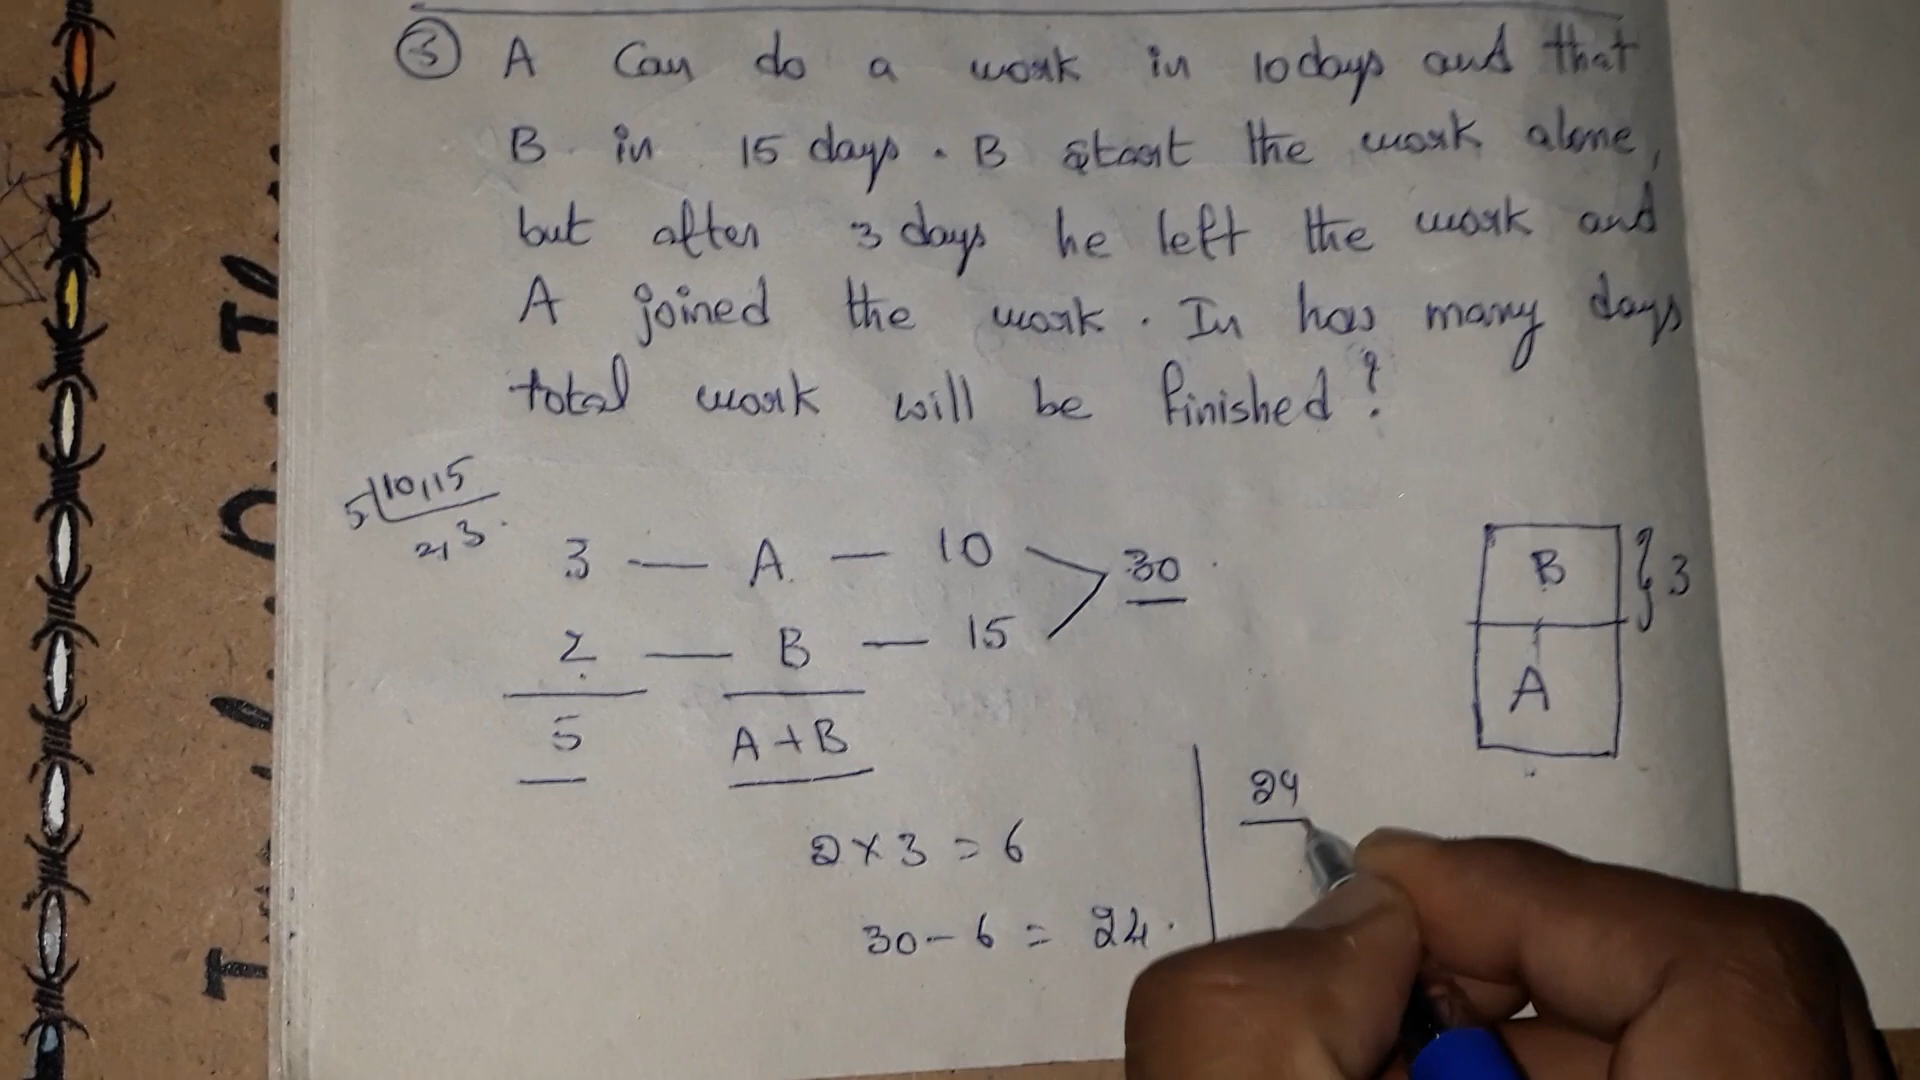 ③ A Can do a work in 10 days and that
B in 15 days. B start the work alone,
but after 3 days he left the work and
A joined the work. In how many days
total work will be finished?
5 10,15
2,3
3 — A — 10
30
2 — B — 15
5 A+B
B 3
A
2 × 3 = 6
30 - 6 = 24
24